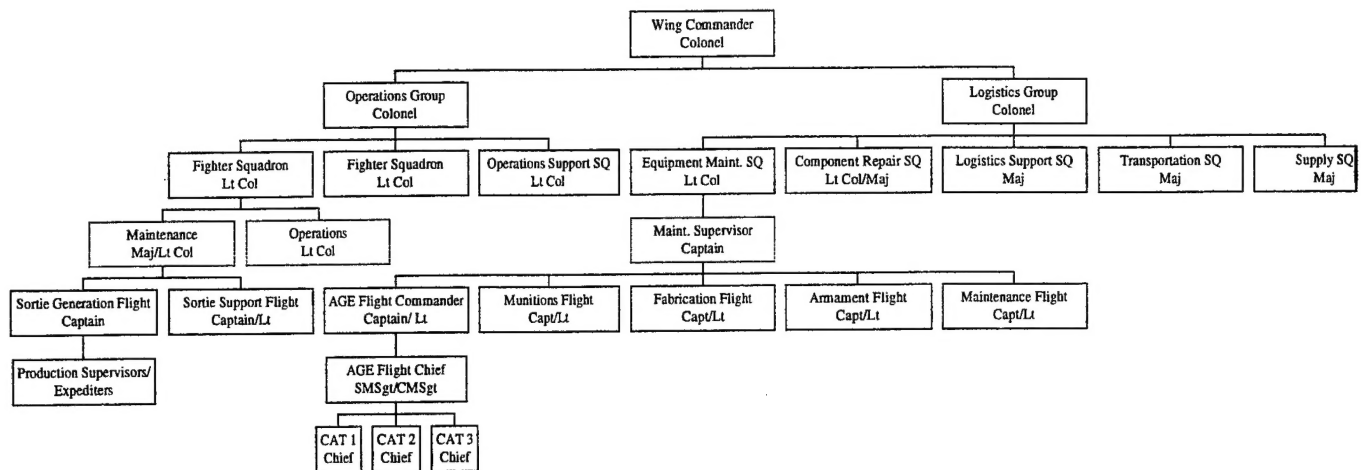 Wing Commander
Colonel
Operations Group
Colonel
Logistics Group
Colonel
Fighter Squadron
Lt Col
Fighter Squadron
Lt Col
Operations Support SQ
Lt Col
Equipment Maint. SQ
Lt Col
Component Repair SQ
Lt Col/Maj
Logistics Support SQ
Maj
Transportation SQ
Maj
Supply SQ
Maj
Maintenance
Maj/Lt Col
Operations
Lt Col
Maint. Supervisor
Captain
Sortie Generation Flight
Captain
Sortie Support Flight
Captain/Lt
AGE Flight Commander
Captain/ Lt
Munitions Flight
Capt/Lt
Fabrication Flight
Capt/Lt
Armament Flight
Capt/Lt
Maintenance Flight
Capt/Lt
Production Supervisors/
Expediters
AGE Flight Chief
SMSgt/CMSgt
CAT 1
Chief
CAT 2
Chief
CAT 3
Chief